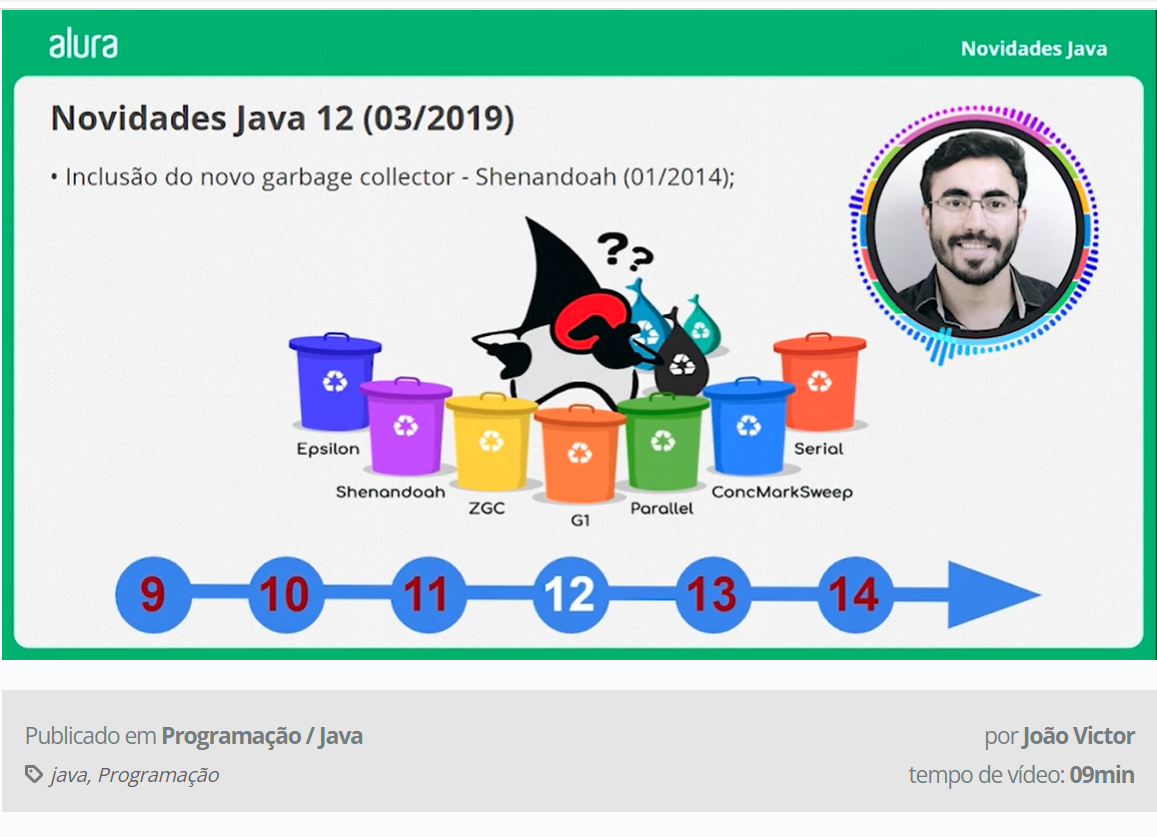 alura
Novidades Java
Novidades Java 12 (03/2019)
• Inclusão do novo garbage collector - Shenandoah (01/2014);
??
Epsilon
Shenandoah
ZGC
G1
Parallel
ConcMarkSweep
Serial
9 10 11 12 13 14
Publicado em Programação / Java
java, Programação
por João Victor
tempo de vídeo: 09min